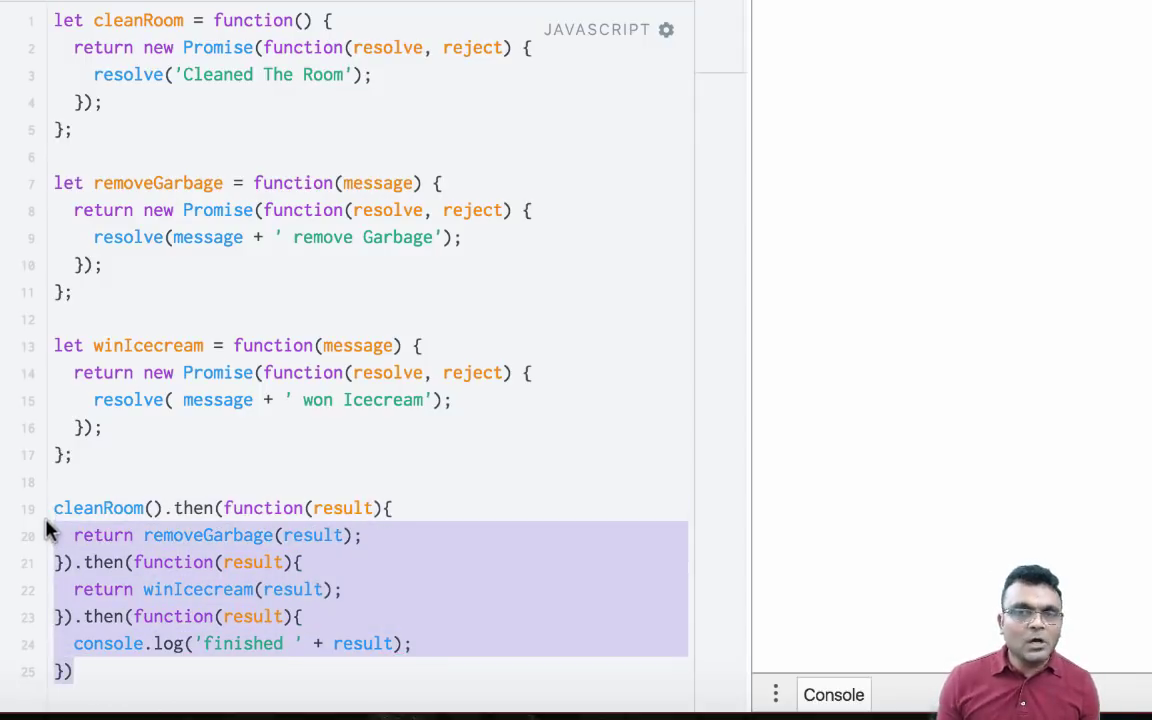 JAVASCRIPT
1 let cleanRoom = function() {
2 return new Promise(function(resolve, reject) {
3 resolve('Cleaned The Room');
4 });
5 };
6
7 let removeGarbage = function(message) {
8 return new Promise(function(resolve, reject) {
9 resolve(message + ' remove Garbage');
10 });
11 };
12
13 let winIcecream = function(message) {
14 return new Promise(function(resolve, reject) {
15 resolve( message + ' won Icecream');
16 });
17 };
18
19 cleanRoom().then(function(result){
20 return removeGarbage(result);
21 }).then(function(result){
22 return winIcecream(result);
23 }).then(function(result){
24 console.log('finished ' + result);
25 })
Console